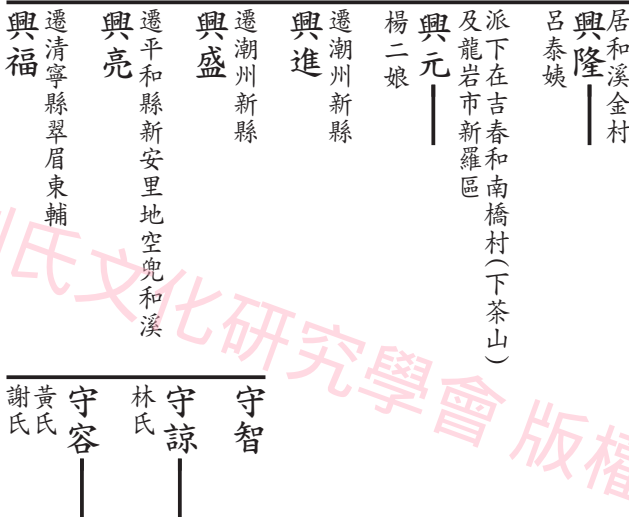 居和溪金村
興隆
呂泰姨
派下在吉春和南橋村(下茶山)
及龍岩市新羅區
興元
楊二娘
遷潮州新縣
興進
遷潮州新縣
興盛
遷平和縣新安里地空兜和溪
興亮
遷清寧縣翠眉東輔
興福
守智
守諒
林氏
守容
黃氏
謝氏
氏文化研究學會 版權